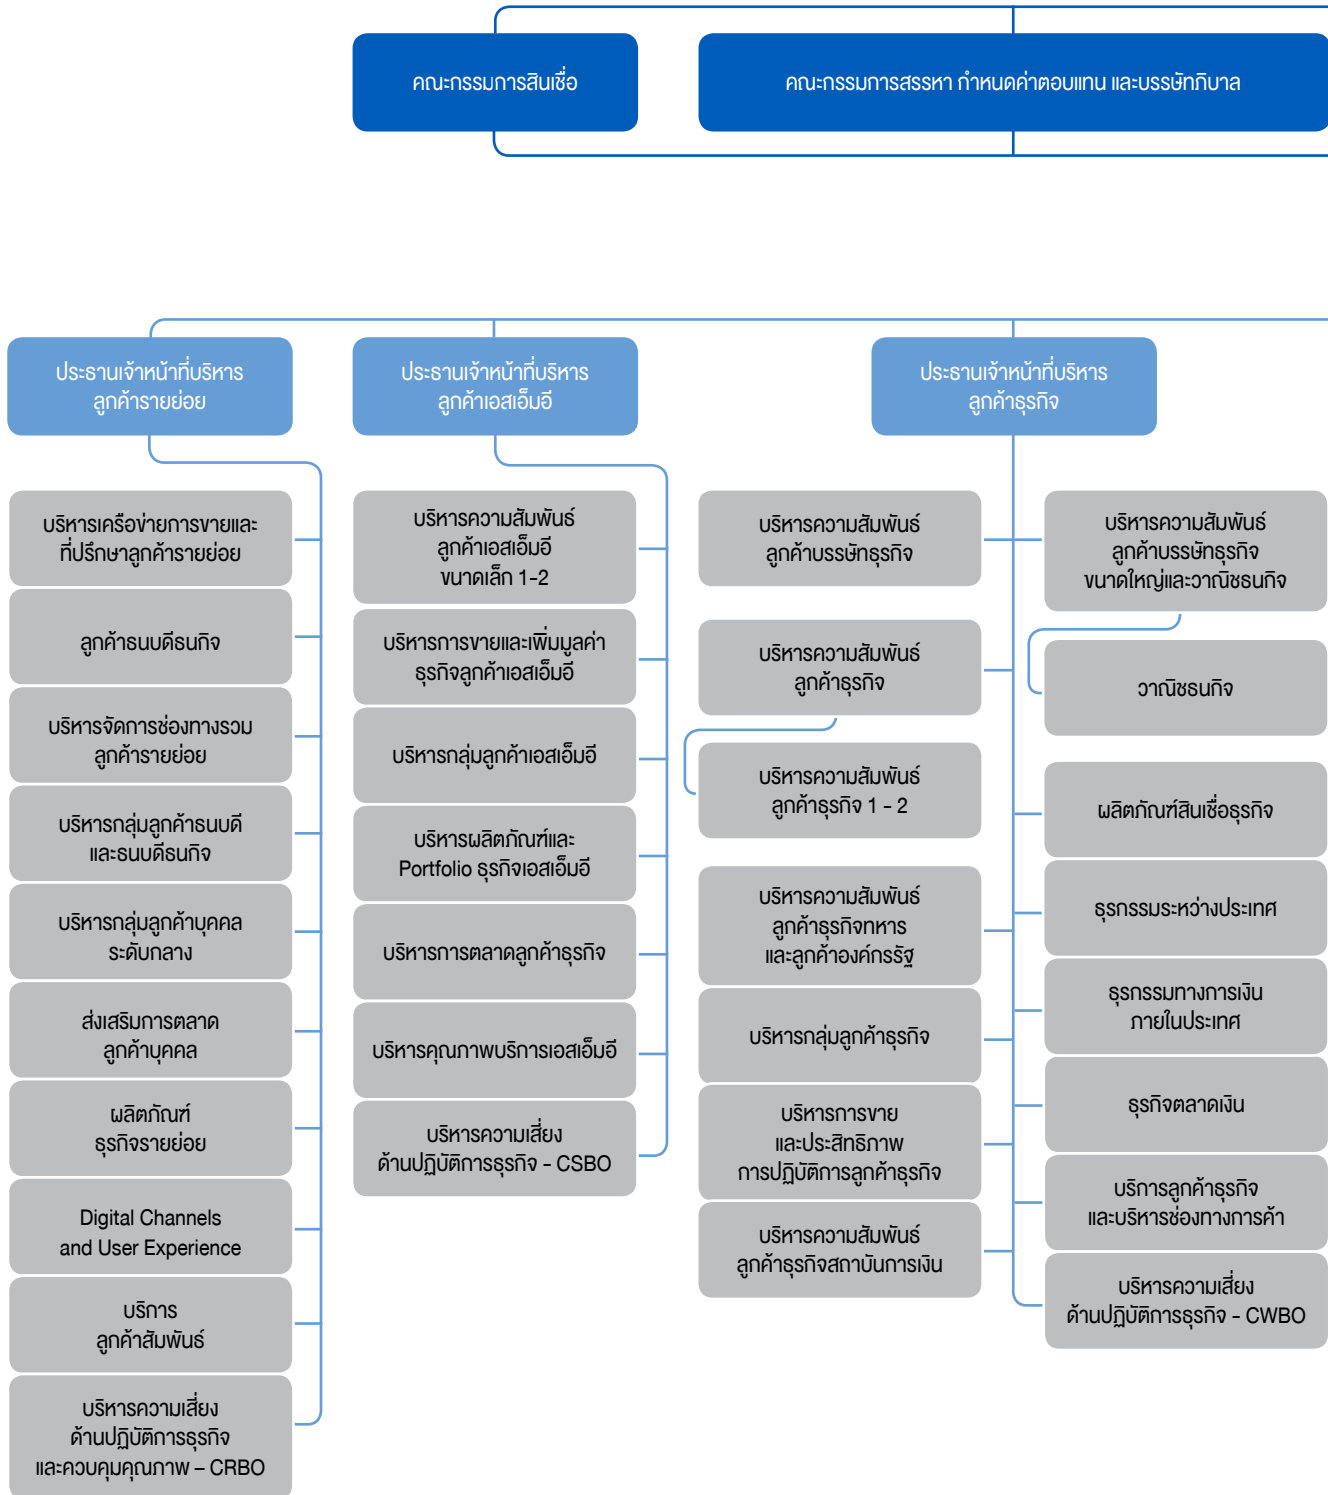 คณะกรรมการสินเชื่อ
คณะกรรมการสรรหา กำหนดค่าตอบแทน และบรรษัทภิบาล
ประธานเจ้าหน้าที่บริหาร
ลูกค้ารายย่อย
บริหารเครือข่ายการขายและ
ที่ปรึกษาลูกค้ารายย่อย
ลูกค้าธนบดีธนกิจ
บริหารจัดการช่องทางรวม
ลูกค้ารายย่อย
บริหารกลุ่มลูกค้าธนบดี
และธนบดีธนกิจ
บริหารกลุ่มลูกค้าบุคคล
ระดับกลาง
ส่งเสริมการตลาด
ลูกค้าบุคคล
ผลิตภัณฑ์
ธุรกิจรายย่อย
Digital Channels
and User Experience
บริการ
ลูกค้าสัมพันธ์
บริหารความเสี่ยง
ด้านปฏิบัติการธุรกิจ
และควบคุมคุณภาพ – CRBO
ประธานเจ้าหน้าที่บริหาร
ลูกค้าเอสเอ็มอี
บริหารความสัมพันธ์
ลูกค้าเอสเอ็มอี
ขนาดเล็ก 1-2
บริหารการขายและเพิ่มมูลค่า
ธุรกิจลูกค้าเอสเอ็มอี
บริหารกลุ่มลูกค้าเอสเอ็มอี
บริหารผลิตภัณฑ์และ
Portfolio ธุรกิจเอสเอ็มอี
บริหารการตลาดลูกค้าธุรกิจ
บริหารคุณภาพบริการเอสเอ็มอี
บริหารความเสี่ยง
ด้านปฏิบัติการธุรกิจ - CSBO
ประธานเจ้าหน้าที่บริหาร
ลูกค้าธุรกิจ
บริหารความสัมพันธ์
ลูกค้าบรรษัทธุรกิจ
บริหารความสัมพันธ์
ลูกค้าธุรกิจ
บริหารความสัมพันธ์
ลูกค้าธุรกิจ 1 - 2
บริหารความสัมพันธ์
ลูกค้าธุรกิจทหาร
และลูกค้าองค์กรรัฐ
บริหารกลุ่มลูกค้าธุรกิจ
บริหารการขาย
และประสิทธิภาพ
การปฏิบัติการลูกค้าธุรกิจ
บริหารความสัมพันธ์
ลูกค้าธุรกิจสถาบันการเงิน
บริหารความสัมพันธ์
ลูกค้าบรรษัทธุรกิจ
ขนาดใหญ่และวาณิชธนกิจ
วาณิชธนกิจ
ผลิตภัณฑ์สินเชื่อธุรกิจ
ธุรกรรมระหว่างประเทศ
ธุรกรรมทางการเงิน
ภายในประเทศ
ธุรกิจตลาดเงิน
บริการลูกค้าธุรกิจ
และบริหารช่องทางการค้า
บริหารความเสี่ยง
ด้านปฏิบัติการธุรกิจ - CWBO